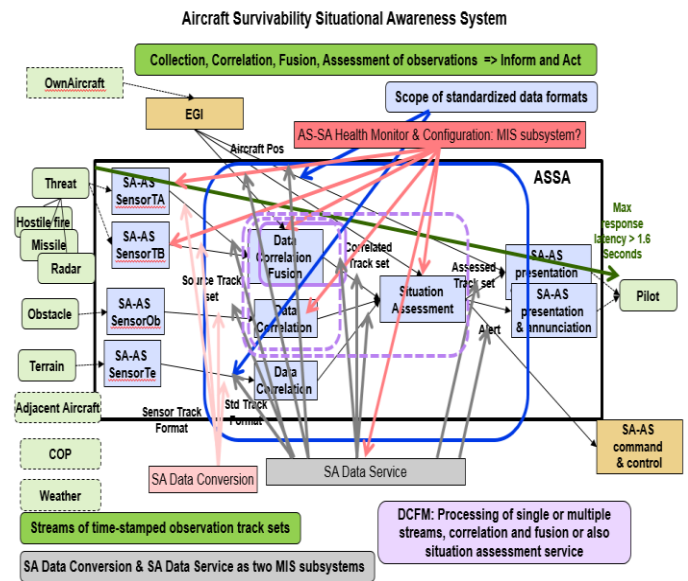 Aircraft Survivability Situational Awareness System
Collection, Correlation, Fusion, Assessment of observations => Inform and Act
OwnAircraft
EGI
Scope of standardized data formats
AS-SA Health Monitor & Configuration: MIS subsystem?
Aircraft Pos
ASSA
Threat
Hostile fire
Missile
Radar
SA-AS
SensorTA
SA-AS
SensorTB
Data
Correlation
Fusion
Correlated
Track set
Max
response
latency > 1.6
Seconds
Source Track
set
Situation
Assessment
Assessed
Track set
SA-AS
presentation
SA-AS
presentation
& annunciation
Pilot
Obstacle
SA-AS
SensorOb
Data
Correlation
Alert
Terrain
SA-AS
SensorTe
Data
Correlation
Adjacent Aircraft
Sensor Track
Format
Std Track
Format
COP
Weather
SA Data Conversion
SA Data Service
SA-AS
command
& control
Streams of time-stamped observation track sets
DCFM: Processing of single or multiple
streams, correlation and fusion or also
situation assessment service
SA Data Conversion & SA Data Service as two MIS subsystems